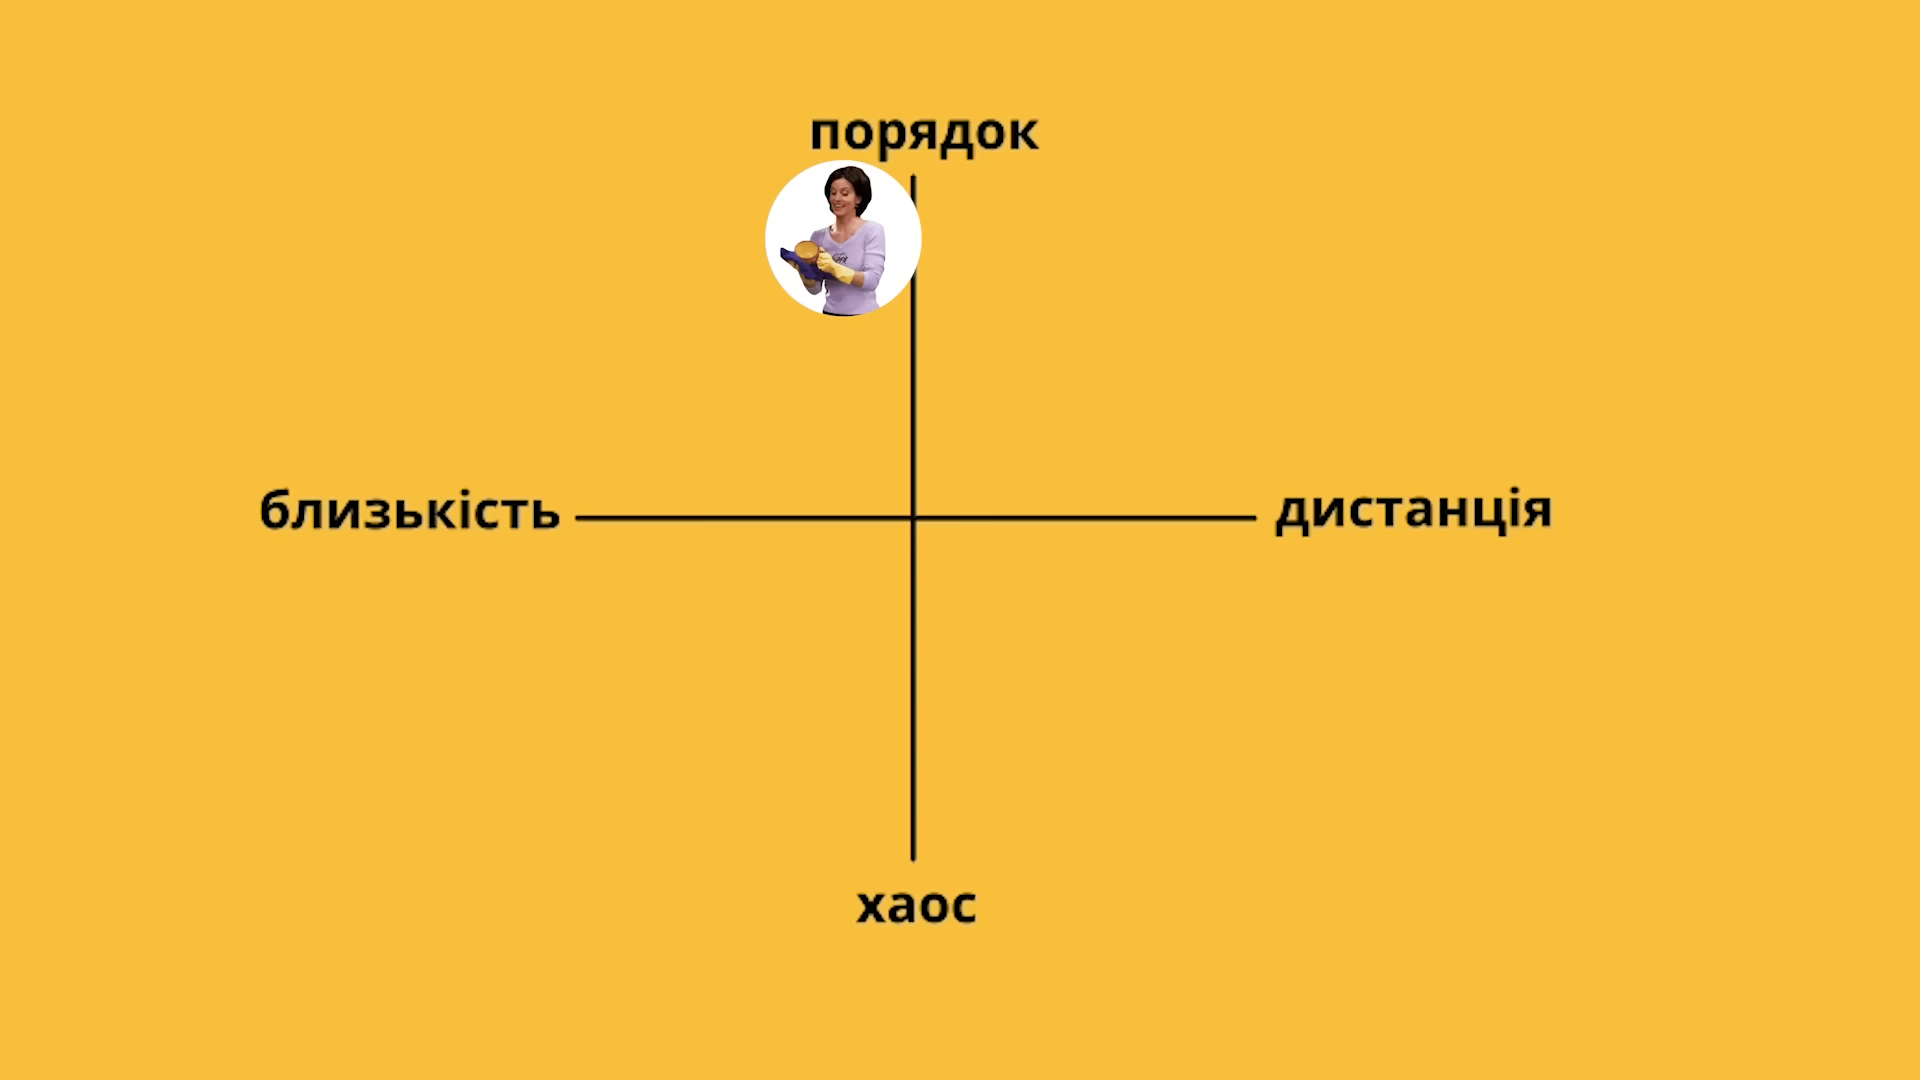 порядок
близькість
дистанція
хаос